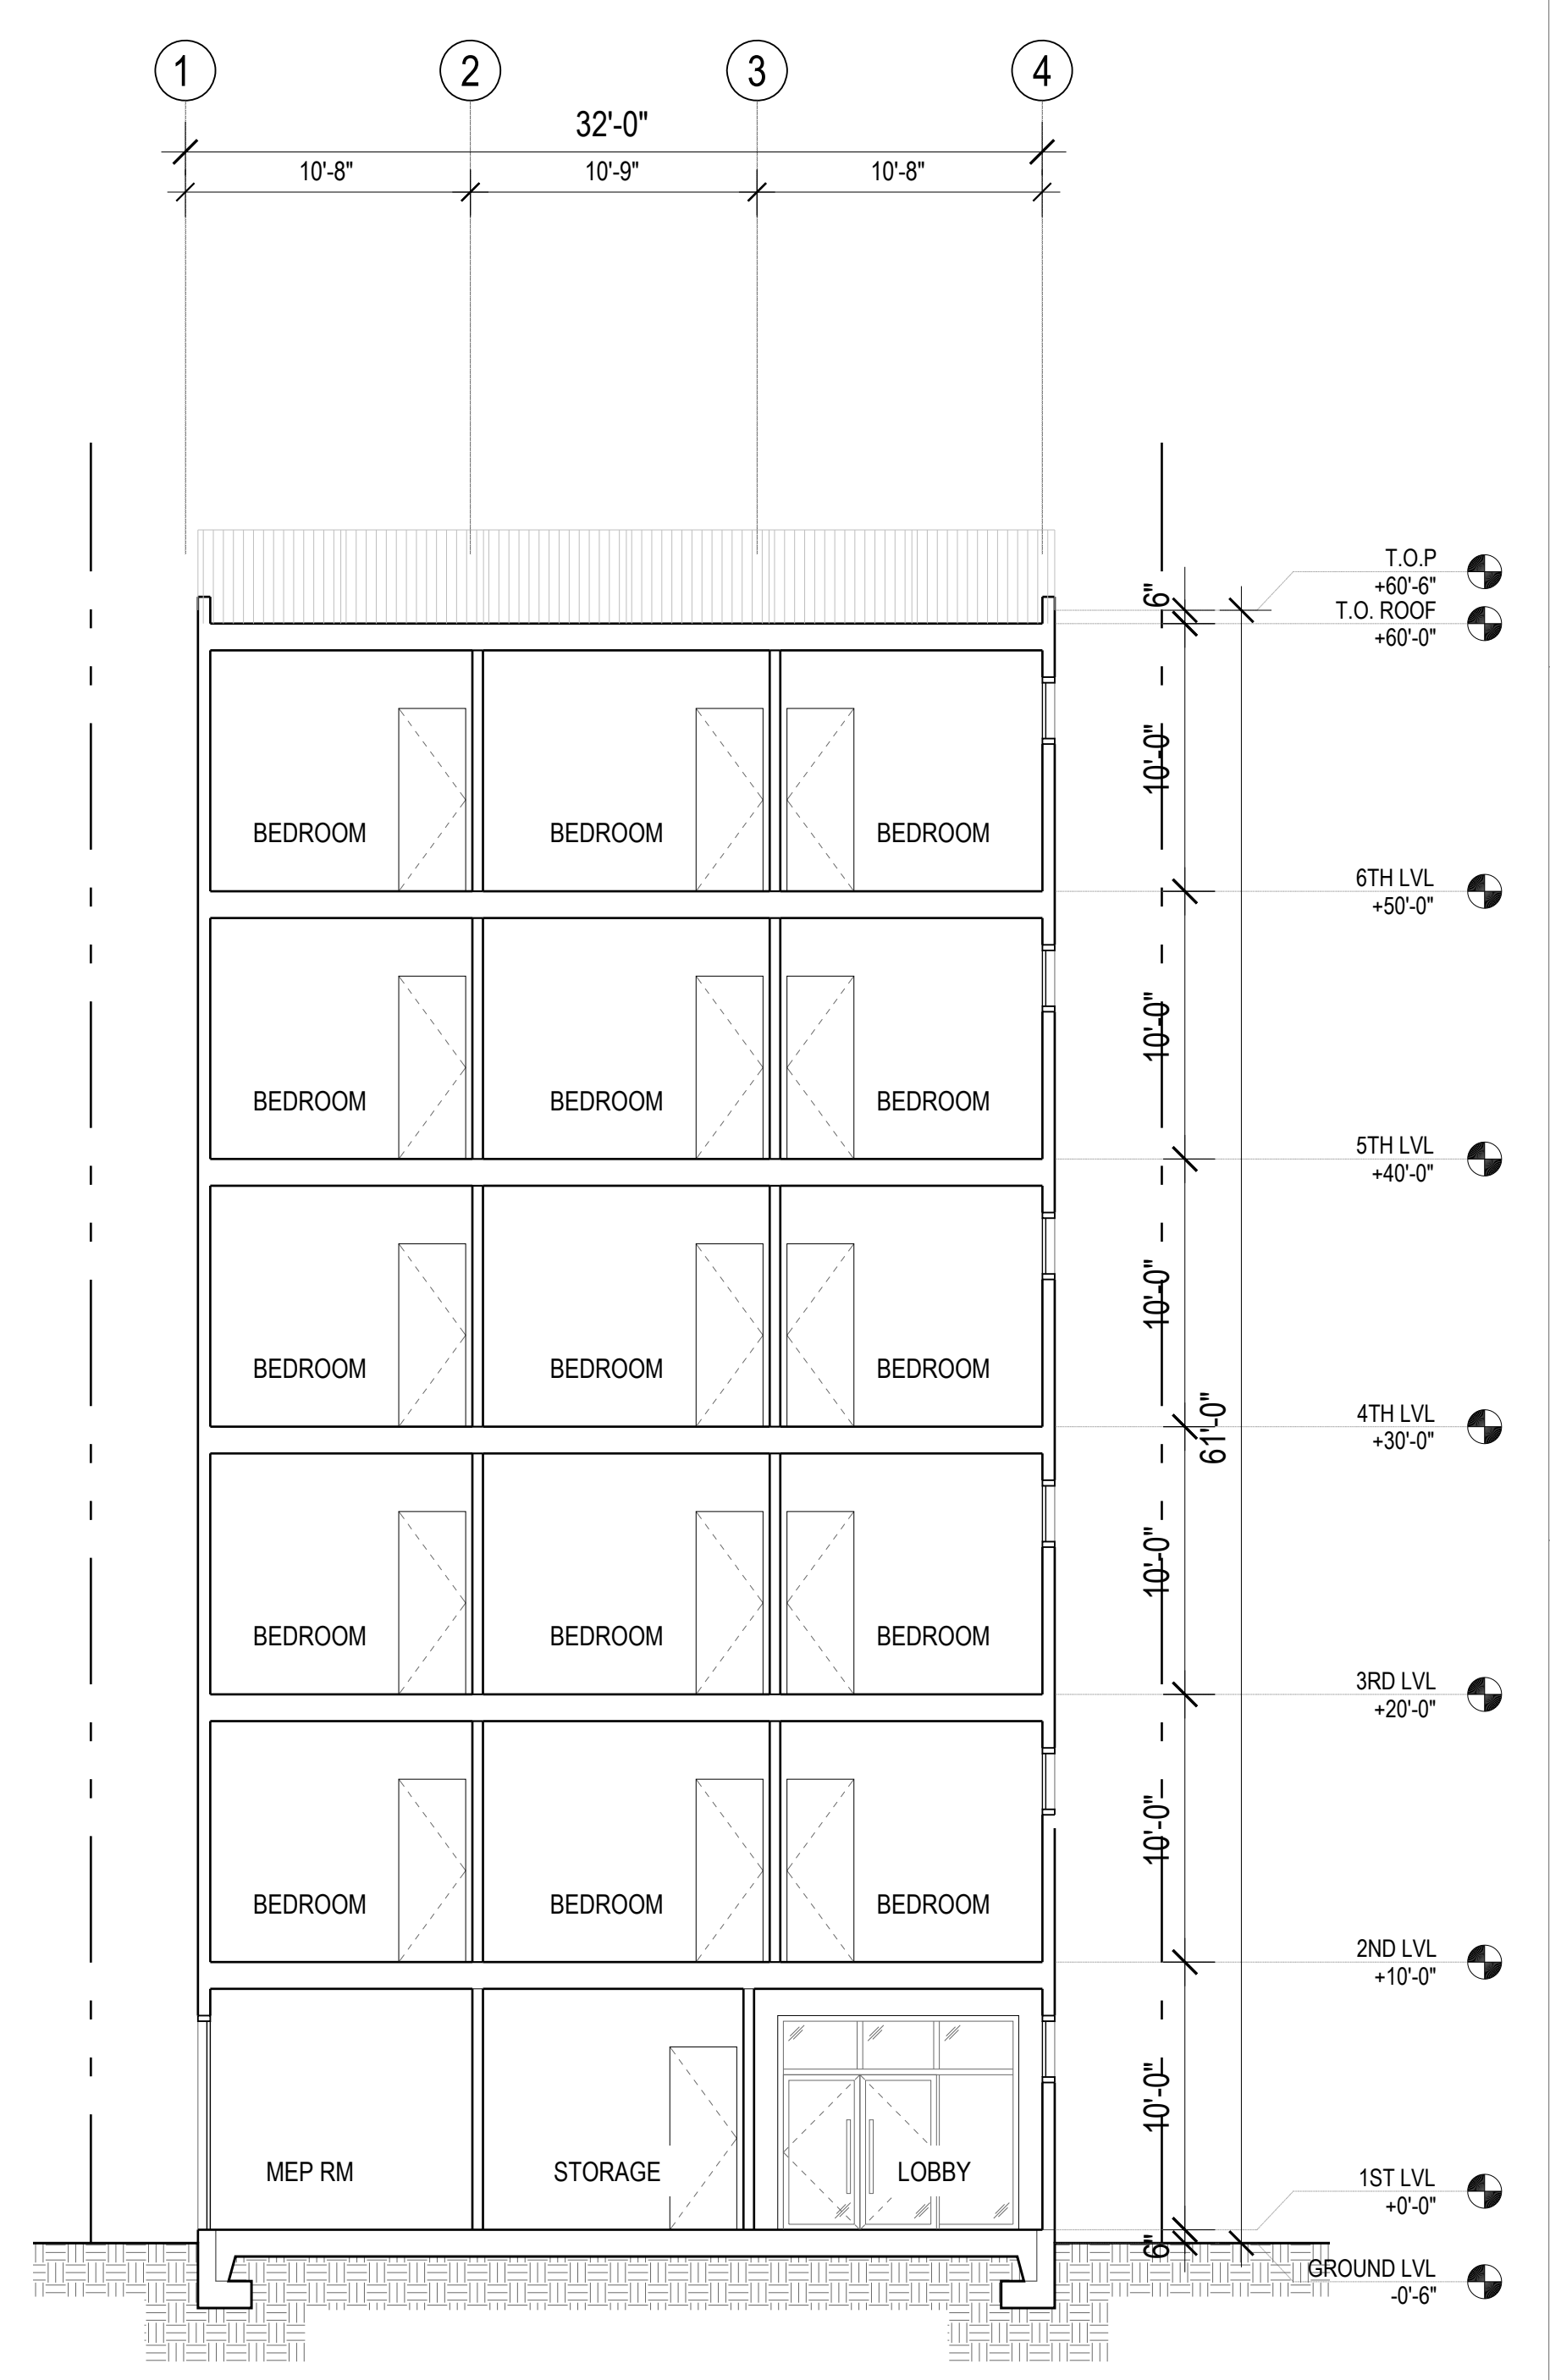 1 2 3 4
32'-0"
10'-8" 10'-9" 10'-8"
T.O.P
+60'-6"
6"
T.O. ROOF
+60'-0"
10'-0"
BEDROOM BEDROOM BEDROOM
6TH LVL
+50'-0"
10'-0"
BEDROOM BEDROOM BEDROOM
5TH LVL
+40'-0"
10'-0"
BEDROOM BEDROOM BEDROOM
61'-0"
4TH LVL
+30'-0"
10'-0"
BEDROOM BEDROOM BEDROOM
3RD LVL
+20'-0"
10'-0"
BEDROOM BEDROOM BEDROOM
2ND LVL
+10'-0"
10'-0"
MEP RM STORAGE LOBBY
1ST LVL
+0'-0"
6"
GROUND LVL
-0'-6"